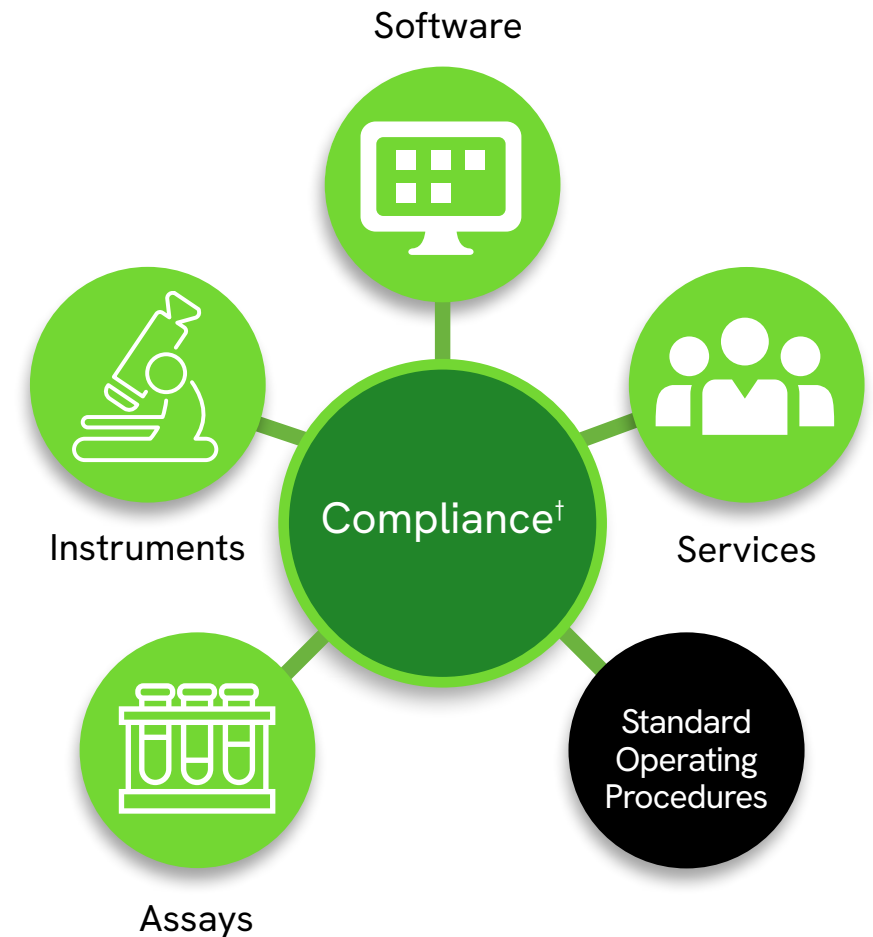 Software
Compliance†
Instruments
Services
Standard
Operating
Procedures
Assays